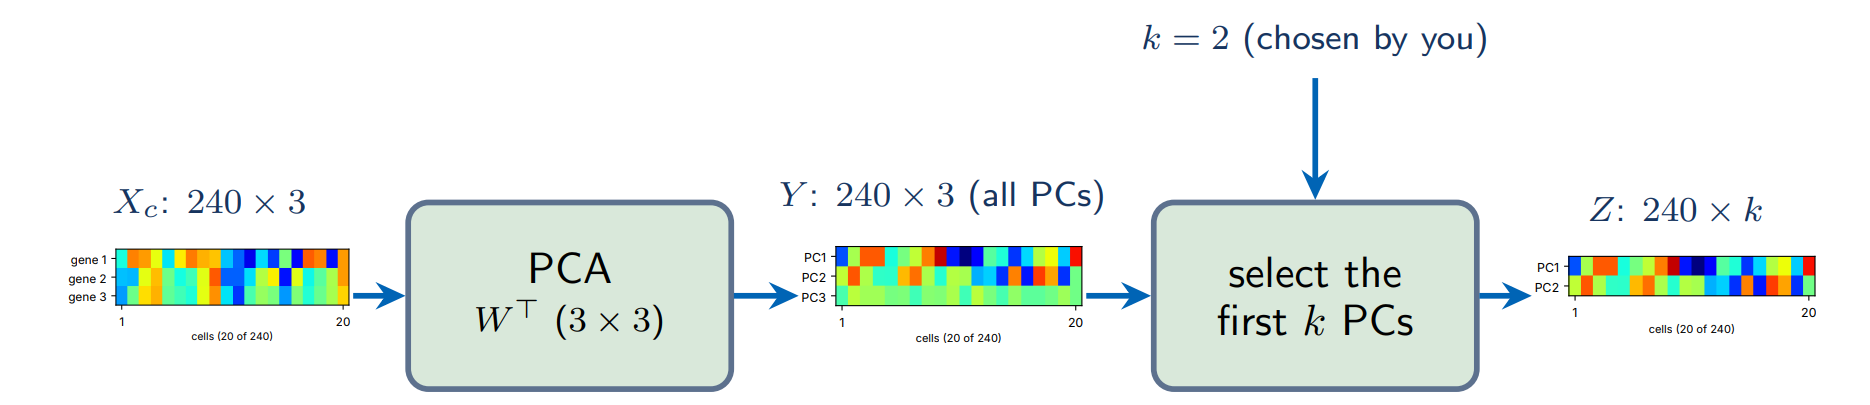 k = 2 (chosen by you)
X_c: 240 × 3
gene 1
gene 2
gene 3
1 20
cells (20 of 240)
PCA
W^⊤ (3 × 3)
Y: 240 × 3 (all PCs)
PC1
PC2
PC3
1 20
cells (20 of 240)
select the
first k PCs
Z: 240 × k
PC1
PC2
1 20
cells (20 of 240)